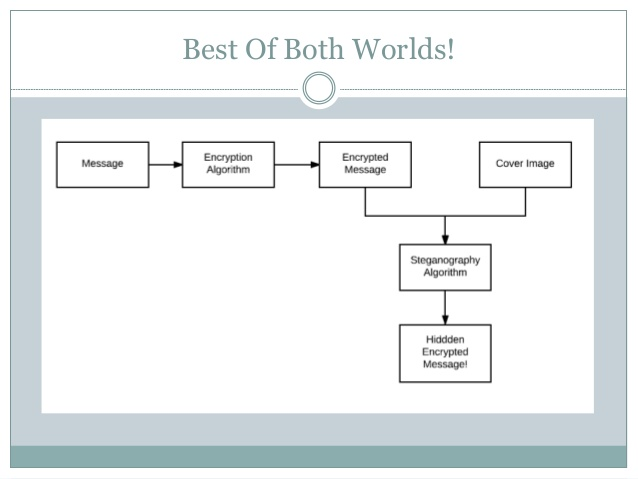 Best Of Both Worlds!
Message
Encryption
Algorithm
Encrypted
Message
Cover Image
Steganography
Algorithm
Hiddden
Encrypted
Message!